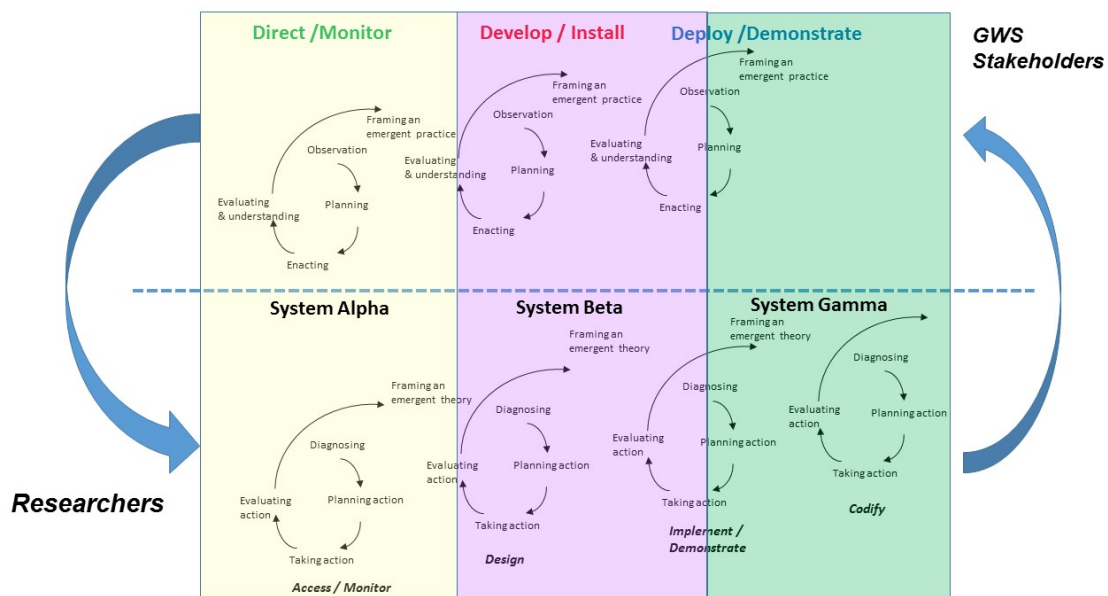 Direct /Monitor
Develop / Install
Deploy /Demonstrate
GWS
Stakeholders
Framing an
emergent practice
Observation
Evaluating
& understanding
Planning
Enacting
Framing an
emergent practice
Observation
Evaluating
& understanding
Planning
Enacting
Framing an
emergent practice
Observation
Evaluating
& understanding
Planning
Enacting
System Alpha
System Beta
System Gamma
Framing an
emergent theory
Diagnosing
Evaluating
action
Planning action
Taking action
Access / Monitor
Framing an
emergent theory
Diagnosing
Evaluating
action
Planning action
Taking action
Design
Framing an
emergent theory
Diagnosing
Evaluating
action
Planning action
Taking action
Implement /
Demonstrate
Diagnosing
Evaluating
action
Planning action
Taking action
Codify
Researchers